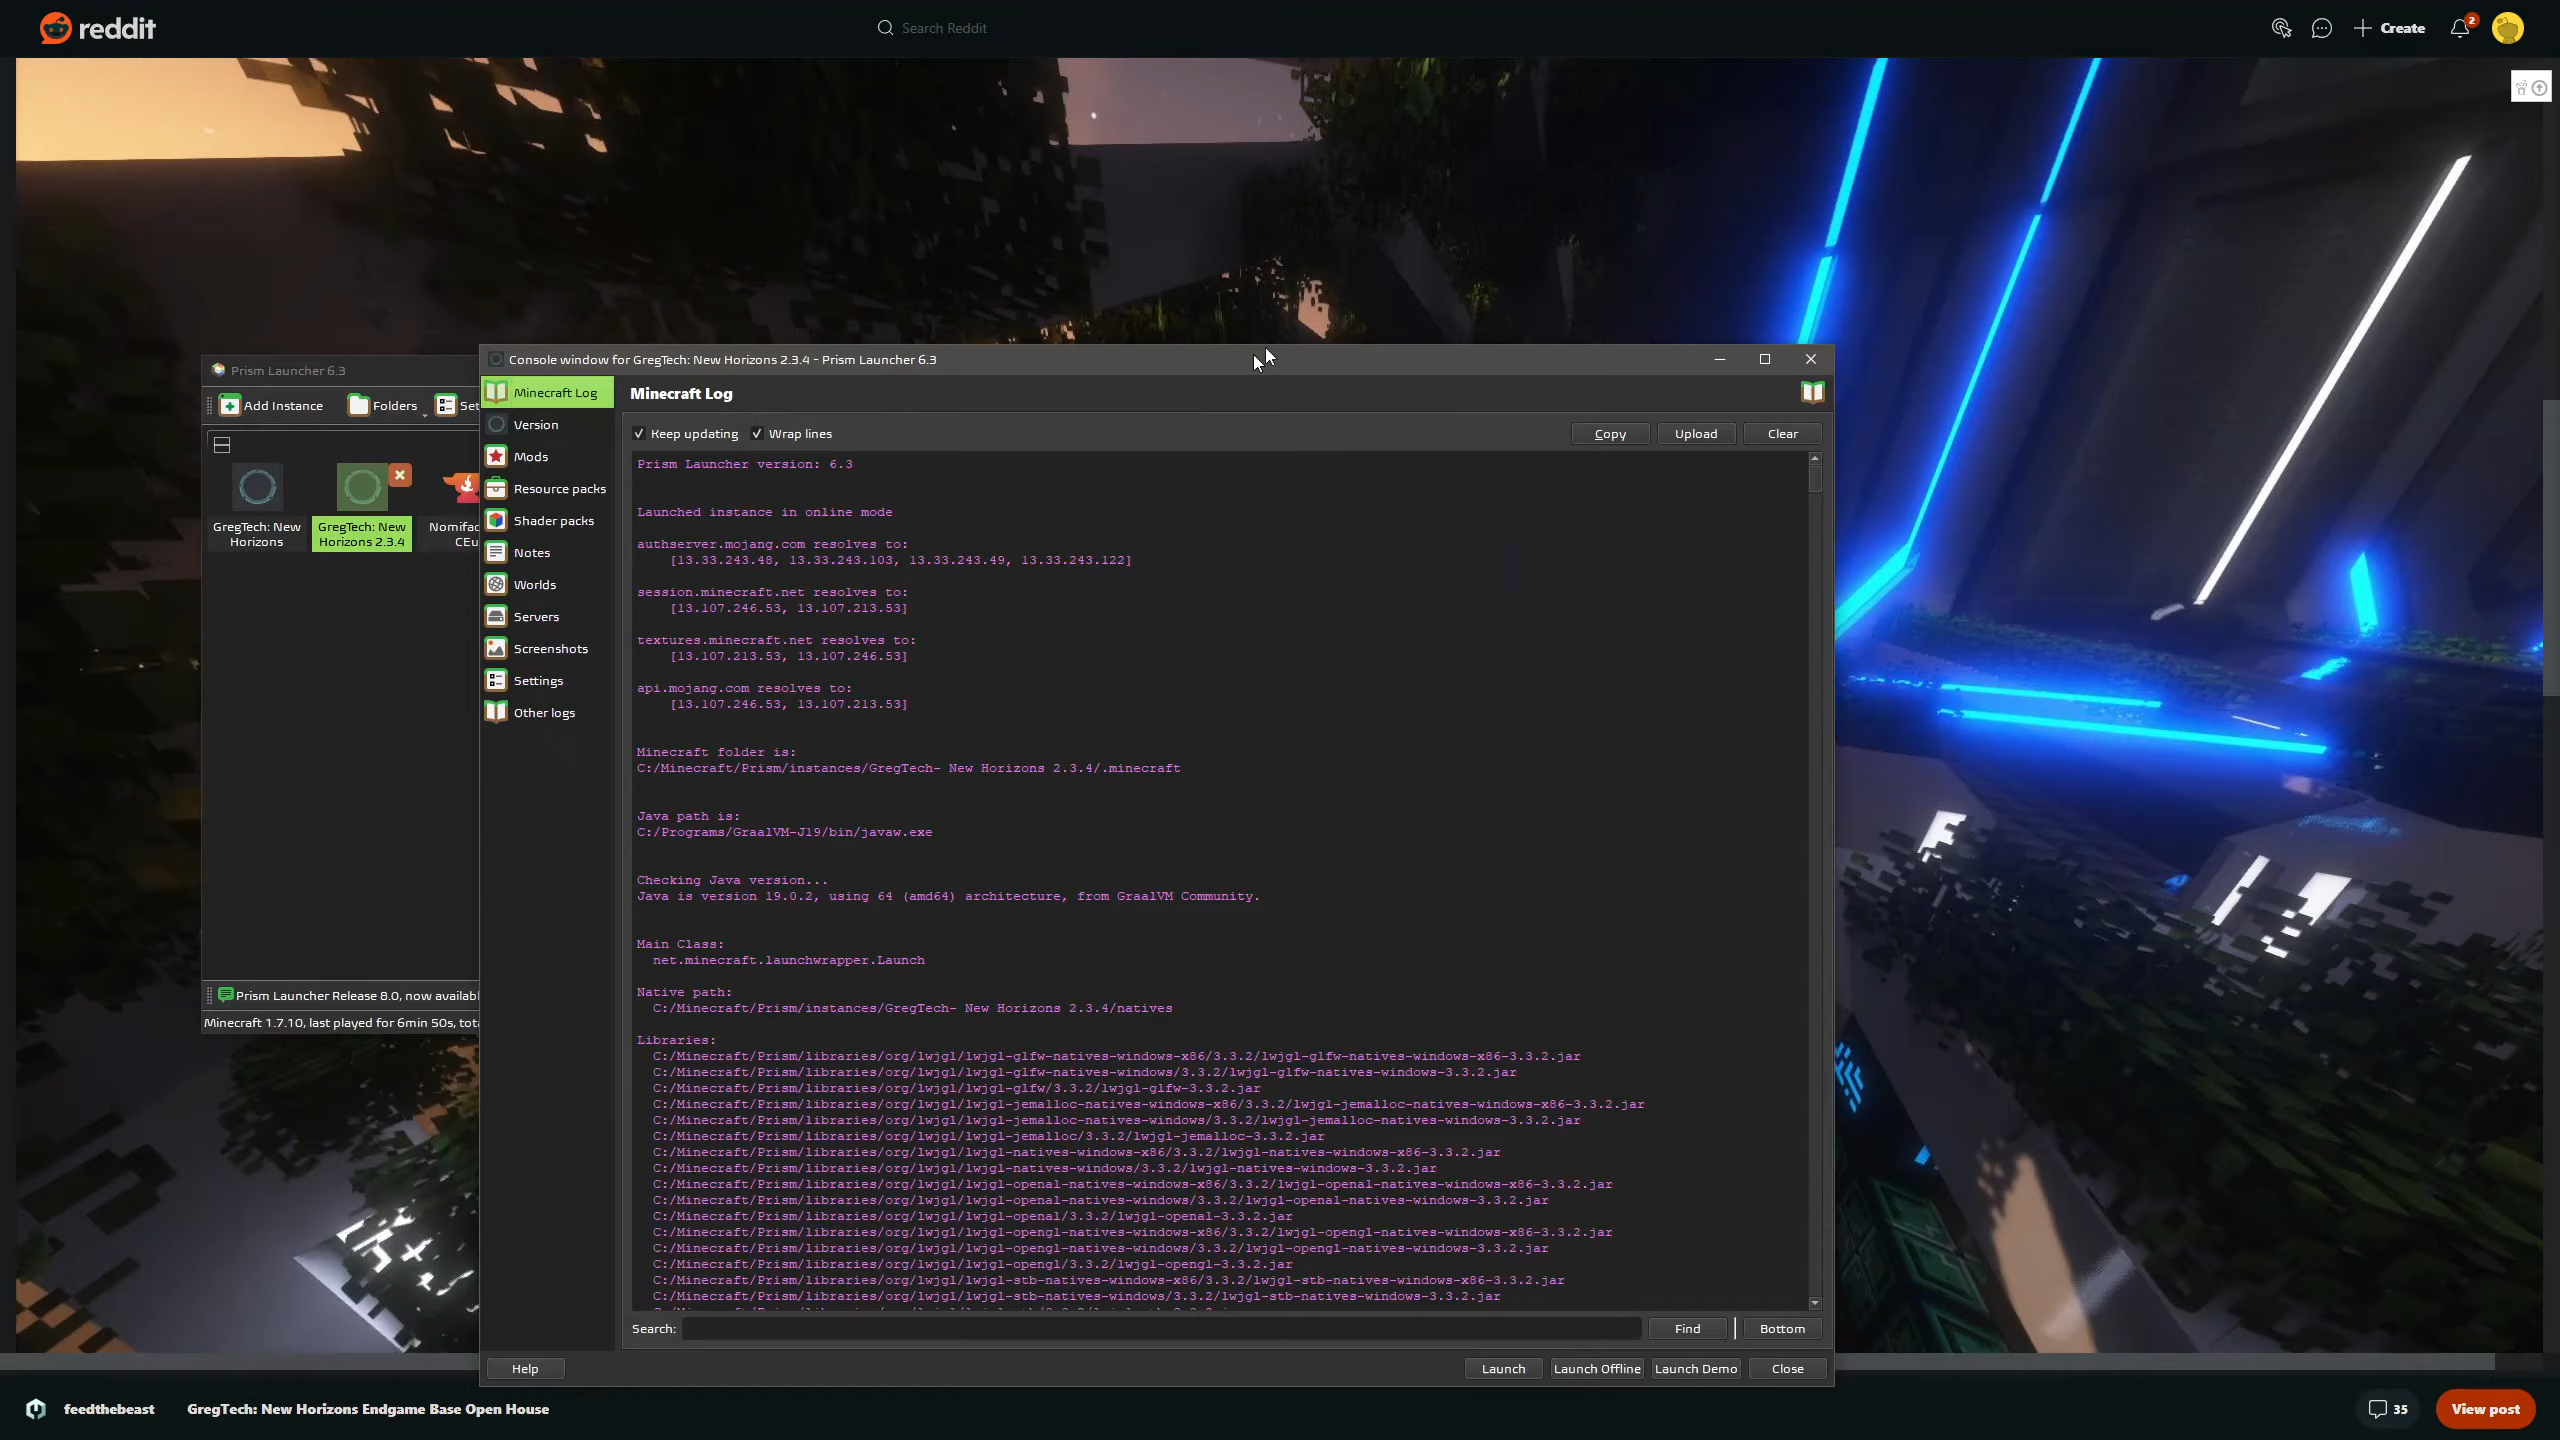 reddit
Search Reddit
Create
2
Prism Launcher 6.3
Add Instance
Folders
GregTech: New
Horizons
GregTech: New
Horizons 2.3.4
Prism Launcher Release 8.0, now
Minecraft 1.7.10, last played for 6min 50s,
Console window for GregTech: New Horizons 2.3.4 - Prism Launcher 6.3
Minecraft Log
Version
Mods
Resource packs
Shader packs
Notes
Worlds
Servers
Screenshots
Settings
Other logs
Minecraft Log
Keep updating
Wrap lines
Copy
Upload
Clear
Prism Launcher version: 6.3
Launched instance in online mode
authserver.mojang.com resolves to:
[13.33.243.48, 13.33.243.103, 13.33.243.49, 13.33.243.122]
session.minecraft.net resolves to:
[13.107.246.53, 13.107.213.53]
textures.minecraft.net resolves to:
[13.107.213.53, 13.107.246.53]
api.mojang.com resolves to:
[13.107.246.53, 13.107.213.53]
Minecraft folder is:
C:/Minecraft/Prism/instances/GregTech- New Horizons 2.3.4/.minecraft
Java path is:
C:/Programs/GraalVM-J19/bin/javaw.exe
Checking Java version...
Java is version 19.0.2, using 64 (amd64) architecture, from GraalVM Community.
Main Class:
net.minecraft.launchwrapper.Launch
Native path:
C:/Minecraft/Prism/instances/GregTech- New Horizons 2.3.4/natives
Libraries:
C:/Minecraft/Prism/libraries/org/lwjgl/lwjgl-glfw-natives-windows-x86/3.3.2/lwjgl-glfw-natives-windows-x86-3.3.2.jar
C:/Minecraft/Prism/libraries/org/lwjgl/lwjgl-glfw-natives-windows/3.3.2/lwjgl-glfw-natives-windows-3.3.2.jar
C:/Minecraft/Prism/libraries/org/lwjgl/lwjgl-glfw/3.3.2/lwjgl-glfw-3.3.2.jar
C:/Minecraft/Prism/libraries/org/lwjgl/lwjgl-jemalloc-natives-windows-x86/3.3.2/lwjgl-jemalloc-natives-windows-x86-3.3.2.jar
C:/Minecraft/Prism/libraries/org/lwjgl/lwjgl-jemalloc-natives-windows/3.3.2/lwjgl-jemalloc-natives-windows-3.3.2.jar
C:/Minecraft/Prism/libraries/org/lwjgl/lwjgl-jemalloc/3.3.2/lwjgl-jemalloc-3.3.2.jar
C:/Minecraft/Prism/libraries/org/lwjgl/lwjgl-natives-windows-x86/3.3.2/lwjgl-natives-windows-x86-3.3.2.jar
C:/Minecraft/Prism/libraries/org/lwjgl/lwjgl-natives-windows/3.3.2/lwjgl-natives-windows-3.3.2.jar
C:/Minecraft/Prism/libraries/org/lwjgl/lwjgl-openal-natives-windows-x86/3.3.2/lwjgl-openal-natives-windows-x86-3.3.2.jar
C:/Minecraft/Prism/libraries/org/lwjgl/lwjgl-openal-natives-windows/3.3.2/lwjgl-openal-natives-windows-3.3.2.jar
C:/Minecraft/Prism/libraries/org/lwjgl/lwjgl-openal/3.3.2/lwjgl-openal-3.3.2.jar
C:/Minecraft/Prism/libraries/org/lwjgl/lwjgl-opengl-natives-windows-x86/3.3.2/lwjgl-opengl-natives-windows-x86-3.3.2.jar
C:/Minecraft/Prism/libraries/org/lwjgl/lwjgl-opengl-natives-windows/3.3.2/lwjgl-opengl-natives-windows-3.3.2.jar
C:/Minecraft/Prism/libraries/org/lwjgl/lwjgl-opengl/3.3.2/lwjgl-opengl-3.3.2.jar
C:/Minecraft/Prism/libraries/org/lwjgl/lwjgl-stb-natives-windows-x86/3.3.2/lwjgl-stb-natives-windows-x86-3.3.2.jar
C:/Minecraft/Prism/libraries/org/lwjgl/lwjgl-stb-natives-windows/3.3.2/lwjgl-stb-natives-windows-3.3.2.jar
Search:
Find
Bottom
Help
Launch
Launch Offline
Launch Demo
Close
feedthebeast
GregTech: New Horizons Endgame Base Open House
35
View post